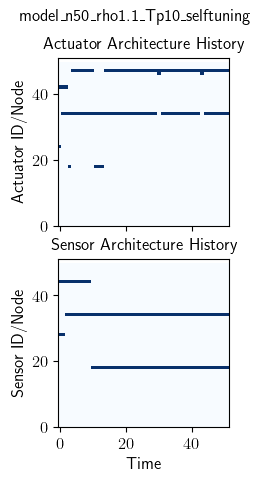 model_n50_rho1.1_Tp10_selftuning
Actuator Architecture History
Actuator ID/Node
40
20
0
Sensor Architecture History
Sensor ID/Node
40
20
0
0 20 40
Time